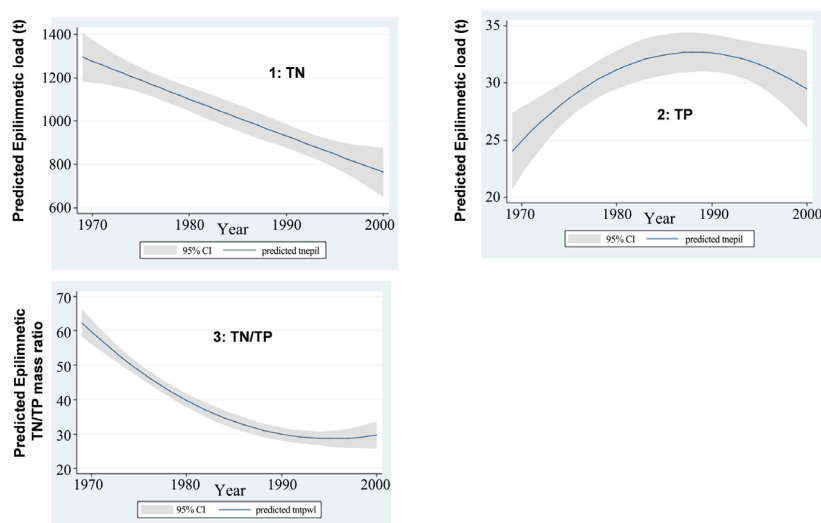 Predicted Epilimnetic load (t)
1400
1200
1000
800
600
1: TN
1970
1980
1990
2000
Year
95% CI
predicted tnepil
Predicted Epilimnetic load (t)
35
30
25
20
2: TP
1970
1980
1990
2000
Year
95% CI
predicted tnepil
Predicted Epilimnetic
TN/TP mass ratio
70
60
50
40
30
20
3: TN/TP
1970
1980
1990
2000
Year
95% CI
predicted tntpwl